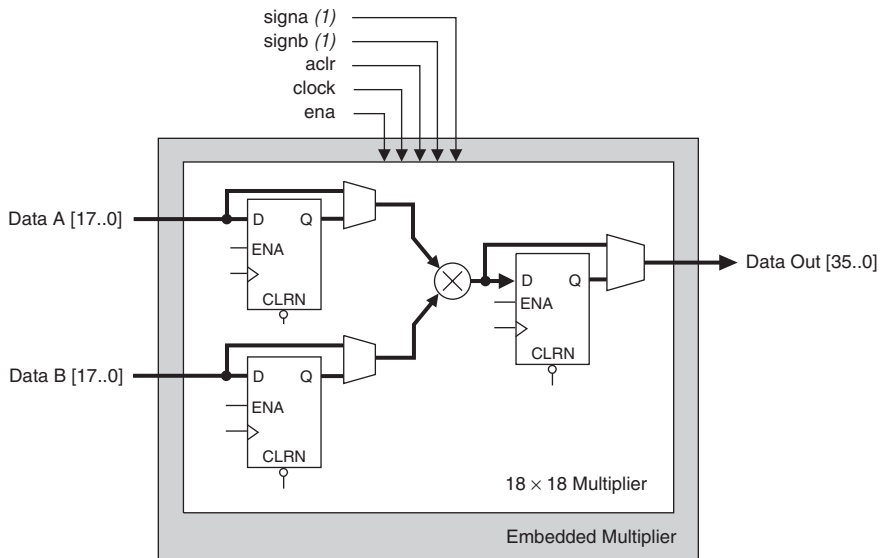 signa (1)
signb (1)
aclr
clock
ena
Data A [17..0]
D Q
ENA
CLRN
Data B [17..0]
D Q
ENA
CLRN
D Q
ENA
CLRN
Data Out [35..0]
18 × 18 Multiplier
Embedded Multiplier